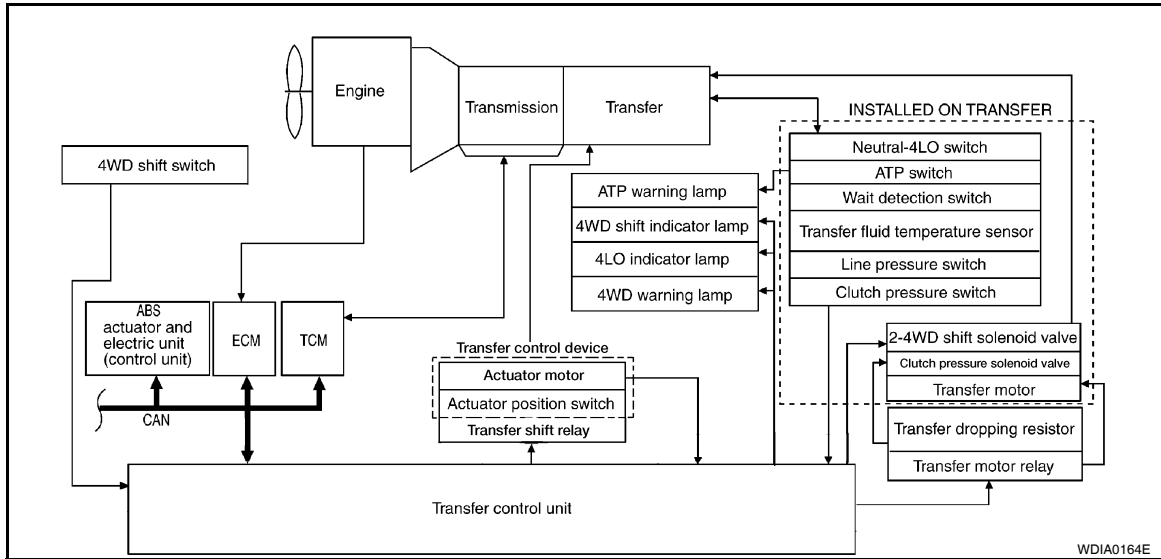 Engine
Transmission
Transfer
INSTALLED ON TRANSFER
4WD shift switch
Neutral-4LO switch
ATP switch
Wait detection switch
Transfer fluid temperature sensor
Line pressure switch
Clutch pressure switch
ATP warning lamp
4WD shift indicator lamp
4LO indicator lamp
4WD warning lamp
ABS
actuator and
electric unit
(control unit)
ECM
TCM
CAN
Transfer control device
Actuator motor
Actuator position switch
Transfer shift relay
2-4WD shift solenoid valve
Clutch pressure solenoid valve
Transfer motor
Transfer dropping resistor
Transfer motor relay
Transfer control unit
WDIA0164E